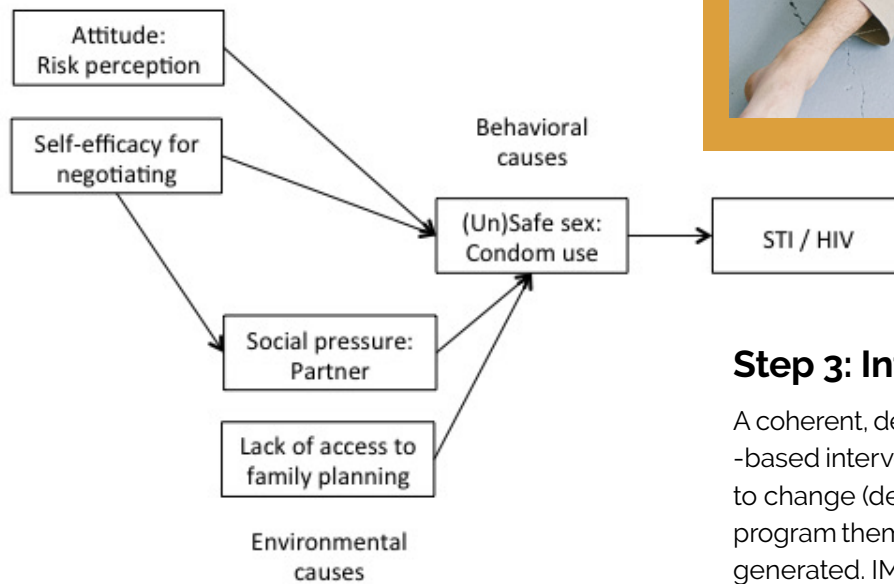 Attitude:
Risk perception
Self-efficacy for
negotiating
Behavioral
causes
(Un)Safe sex:
Condom use
STI / HIV
Social pressure:
Partner
Lack of access to
family planning
Environmental
causes
Step 3: In
A coherent, de
-based interv
to change (de
program them
generated. IM